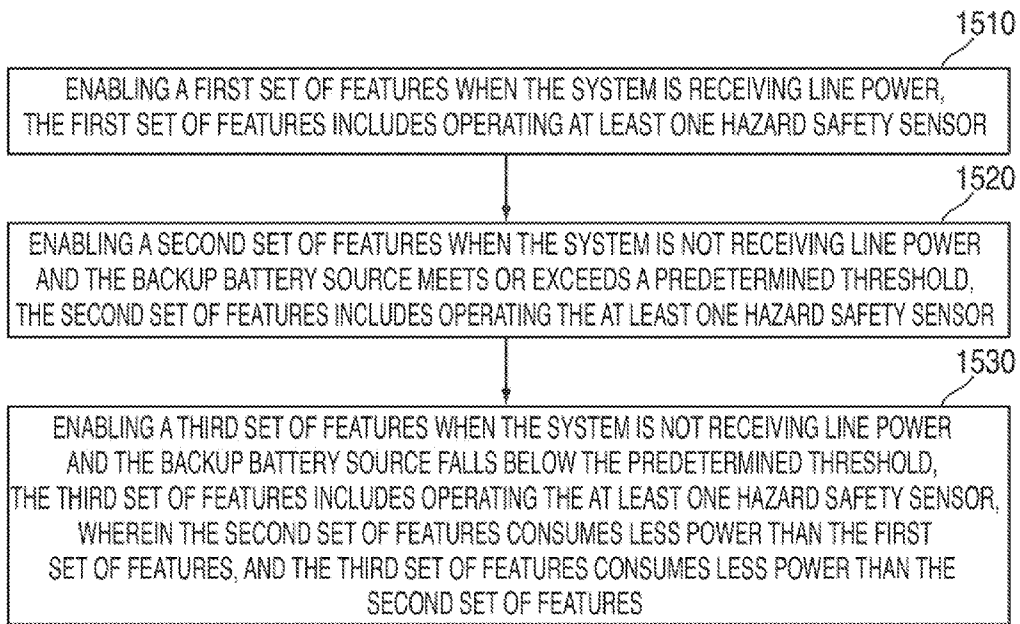 1510
ENABLING A FIRST SET OF FEATURES WHEN THE SYSTEM IS RECEIVING LINE POWER,
THE FIRST SET OF FEATURES INCLUDES OPERATING AT LEAST ONE HAZARD SAFETY SENSOR
1520
ENABLING A SECOND SET OF FEATURES WHEN THE SYSTEM IS NOT RECEIVING LINE POWER
AND THE BACKUP BATTERY SOURCE MEETS OR EXCEEDS A PREDETERMINED THRESHOLD,
THE SECOND SET OF FEATURES INCLUDES OPERATING THE AT LEAST ONE HAZARD SAFETY SENSOR
1530
ENABLING A THIRD SET OF FEATURES WHEN THE SYSTEM IS NOT RECEIVING LINE POWER
AND THE BACKUP BATTERY SOURCE FALLS BELOW THE PREDETERMINED THRESHOLD,
THE THIRD SET OF FEATURES INCLUDES OPERATING THE AT LEAST ONE HAZARD SAFETY SENSOR,
WHEREIN THE SECOND SET OF FEATURES CONSUMES LESS POWER THAN THE FIRST
SET OF FEATURES, AND THE THIRD SET OF FEATURES CONSUMES LESS POWER THAN THE
SECOND SET OF FEATURES